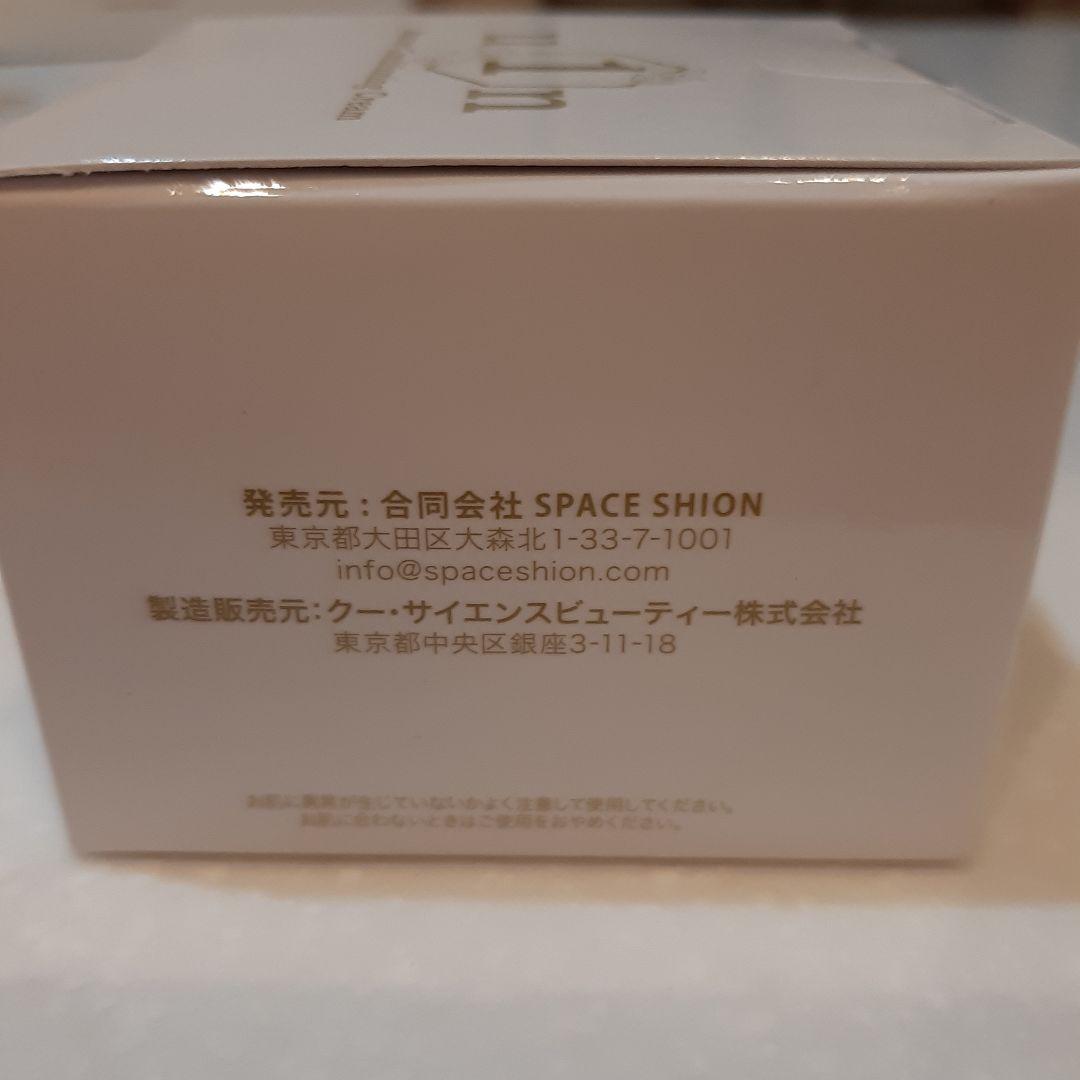 Cream
発売元：合同会社 SPACE SHION
東京都大田区大森北1-33-7-1001
info@spaceshion.com
製造販売元：クー・サイエンスビューティー株式会社
東京都中央区銀座3-11-18
お肌に異常が生じていないかよく注意して使用してください。
お肌に合わないときはご使用をおやめください。